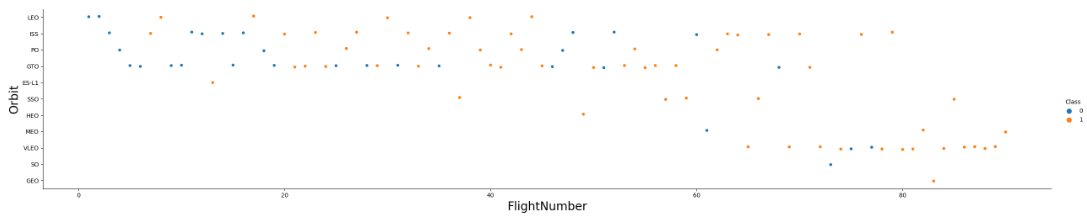 LEO
ISS
PO
GTO
ES-L1
SSO
HEO
MEO
VLEO
SO
GEO
Orbit
0
20
40
60
80
FlightNumber
Class
0
1